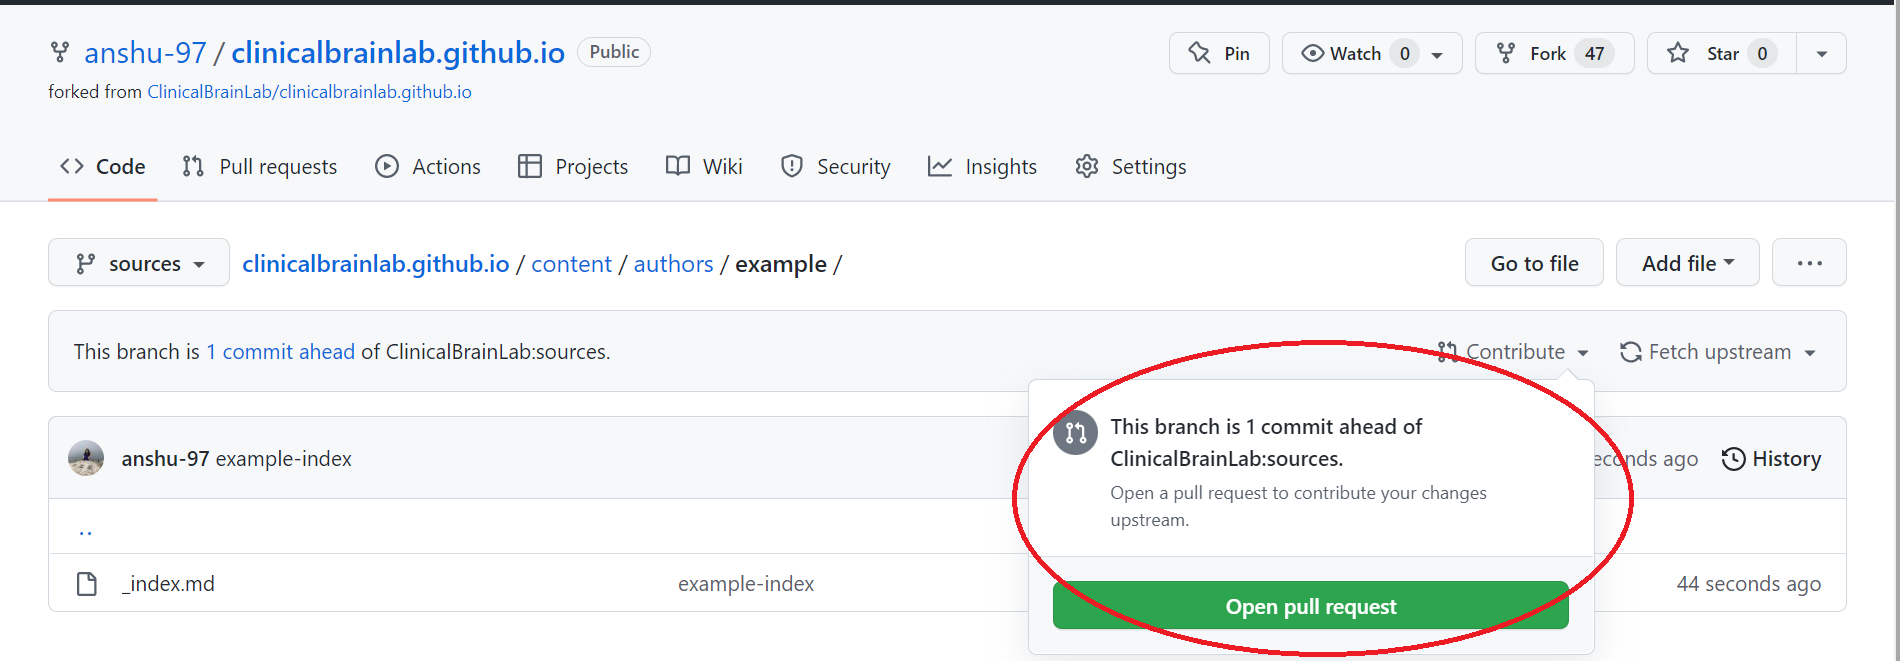 anshu-97 / clinicalbrainlab.github.io Public
Pin Watch 0 Fork 47 Star 0
forked from ClinicalBrainLab/clinicalbrainlab.github.io
Code Pull requests Actions Projects Wiki Security Insights Settings
sources clinicalbrainlab.github.io / content / authors / example / Go to file Add file ...
This branch is 1 commit ahead of ClinicalBrainLab:sources. Contribute Fetch upstream
This branch is 1 commit ahead of
ClinicalBrainLab:sources.
Open a pull request to contribute your changes
upstream.
Open pull request
anshu-97 example-index ago History
..
_index.md example-index 44 seconds ago